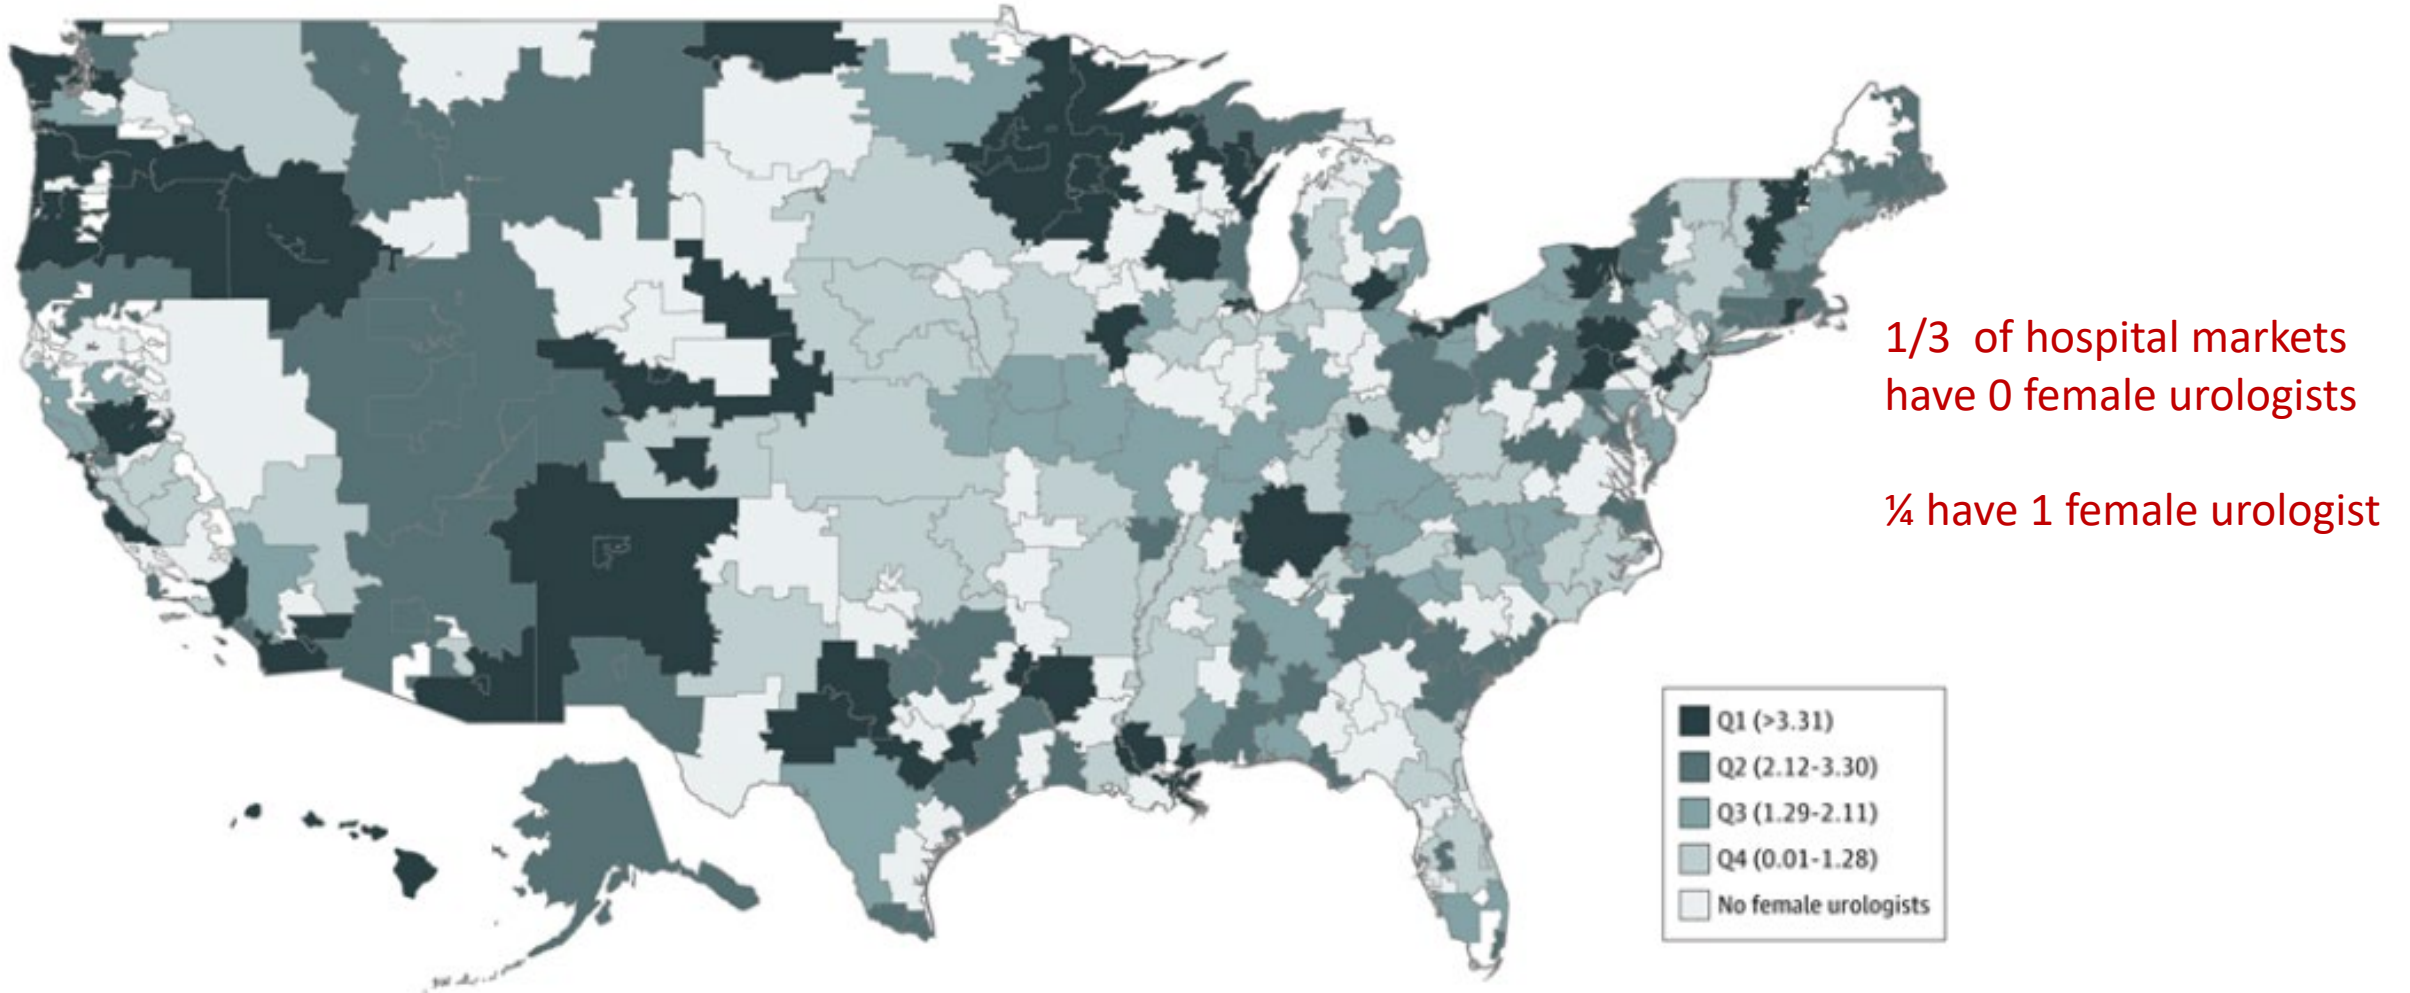 1/3 of hospital markets
have 0 female urologists
¼ have 1 female urologist
Q1 (>3.31)
Q2 (2.12-3.30)
Q3 (1.29-2.11)
Q4 (0.01-1.28)
No female urologists